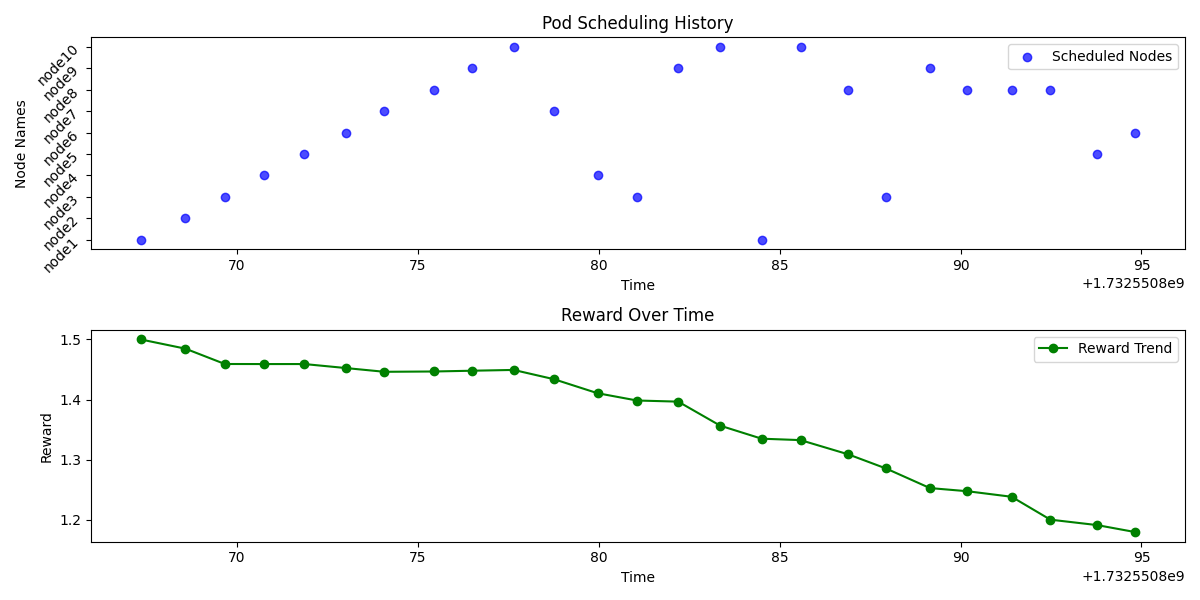 Pod Scheduling History
Node Names
node10
node9
node8
node7
node6
node5
node4
node3
node2
node1
Scheduled Nodes
70 75 80 85 90 95
Time
+1.7325508e9
Reward Over Time
Reward
1.5
1.4
1.3
1.2
Reward Trend
70 75 80 85 90 95
Time
+1.7325508e9